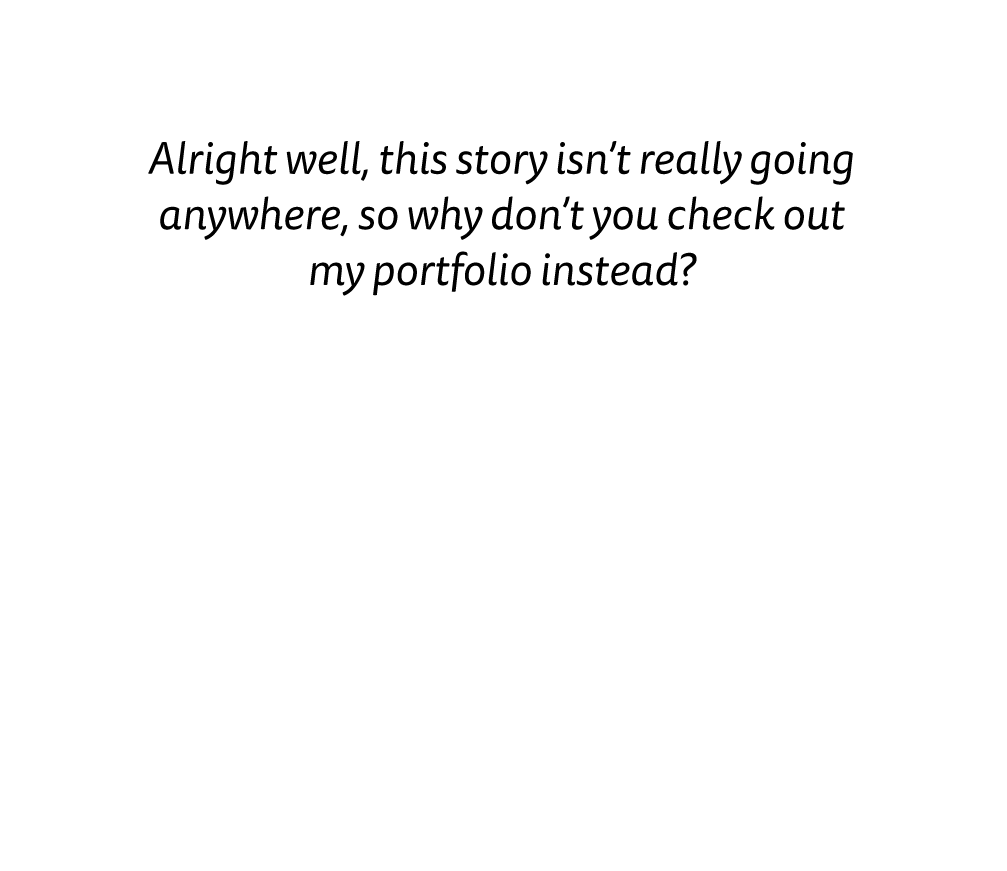 Alright well, this story isn’t really going
anywhere, so why don’t you check out
my portfolio instead?